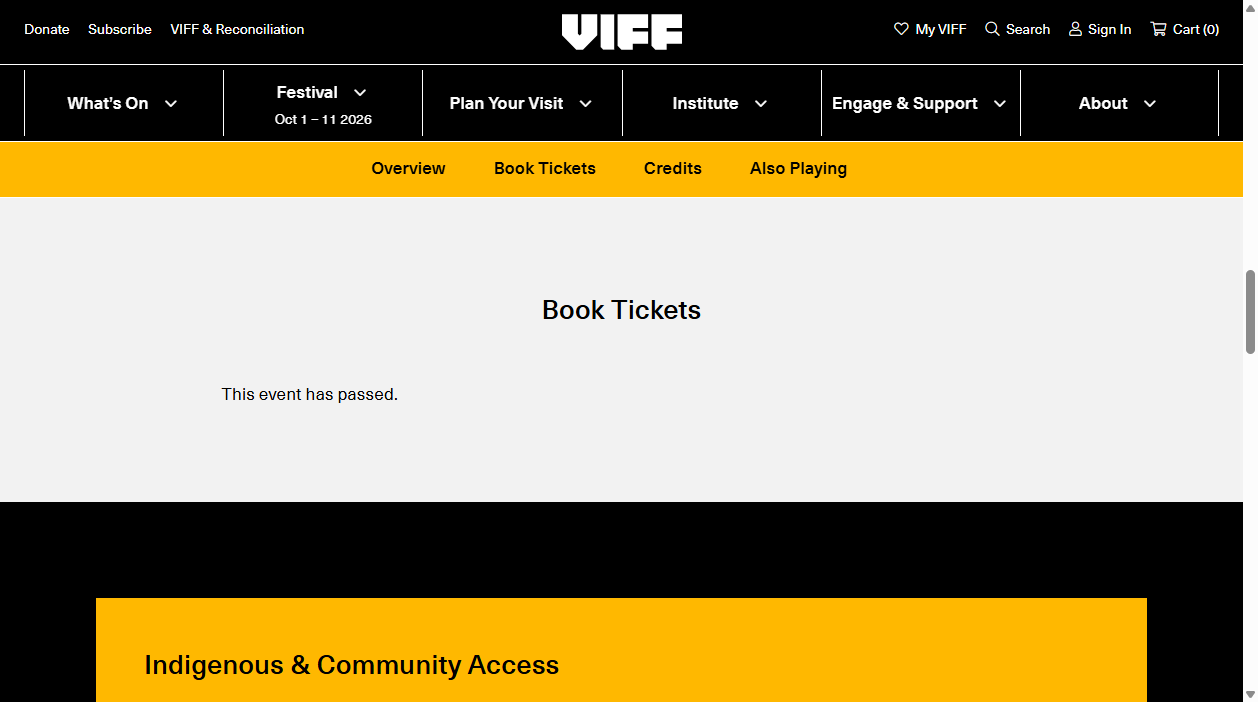 Donate Subscribe VIFF & Reconciliation
VIFF
My VIFF Search Sign In Cart (0)
What's On
Festival
Oct 1 – 11 2026
Plan Your Visit
Institute
Engage & Support
About
Overview Book Tickets Credits Also Playing
Book Tickets
This event has passed.
Indigenous & Community Access